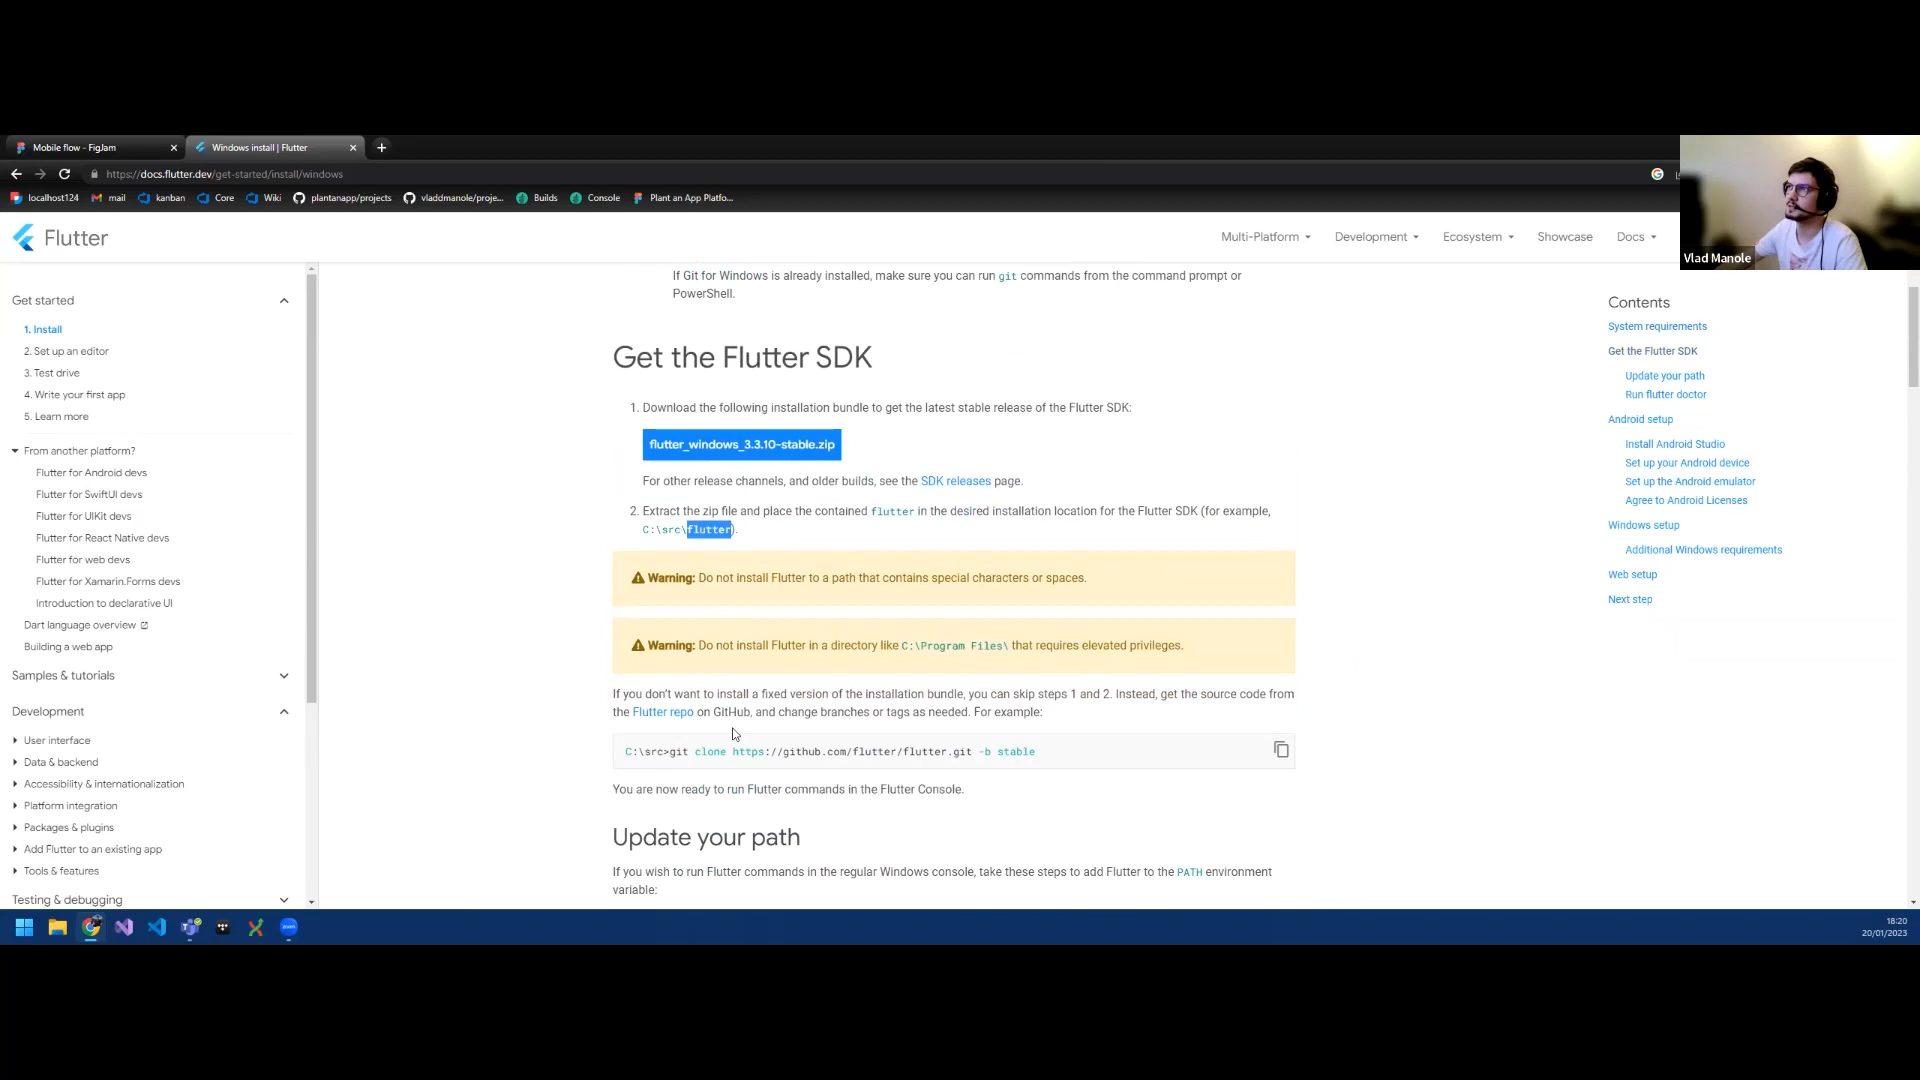 Mobile flow - FigJam
Windows install | Flutter
https://docs.flutter.dev/get-started/install/windows
localhost124
mail
kanban
Core
Wiki
plantanapp/projects
vladdmanole/proje...
Builds
Console
Plant an App Platfo...
Vlad Manole
Flutter
Multi-Platform
Development
Ecosystem
Showcase
Docs
Get started
1. Install
2. Set up an editor
3. Test drive
4. Write your first app
5. Learn more
From another platform?
Flutter for Android devs
Flutter for SwiftUI devs
Flutter for UIKit devs
Flutter for React Native devs
Flutter for web devs
Flutter for Xamarin.Forms devs
Introduction to declarative UI
Dart language overview
Building a web app
Samples & tutorials
Development
User interface
Data & backend
Accessibility & internationalization
Platform integration
Packages & plugins
Add Flutter to an existing app
Tools & features
Testing & debugging
If Git for Windows is already installed, make sure you can run git commands from the command prompt or
PowerShell.
Get the Flutter SDK
1. Download the following installation bundle to get the latest stable release of the Flutter SDK:
flutter_windows_3.3.10-stable.zip
For other release channels, and older builds, see the SDK releases page.
2. Extract the zip file and place the contained flutter in the desired installation location for the Flutter SDK (for example,
C:\src\flutter).
Warning: Do not install Flutter to a path that contains special characters or spaces.
Warning: Do not install Flutter in a directory like C:\Program Files\ that requires elevated privileges.
If you don't want to install a fixed version of the installation bundle, you can skip steps 1 and 2. Instead, get the source code from
the Flutter repo on GitHub, and change branches or tags as needed. For example:
C:\src>git clone https://github.com/flutter/flutter.git -b stable
You are now ready to run Flutter commands in the Flutter Console.
Update your path
If you wish to run Flutter commands in the regular Windows console, take these steps to add Flutter to the PATH environment
variable:
Contents
System requirements
Get the Flutter SDK
Update your path
Run flutter doctor
Android setup
Install Android Studio
Set up your Android device
Set up the Android emulator
Agree to Android Licenses
Windows setup
Additional Windows requirements
Web setup
Next step
18:20
20/01/2023